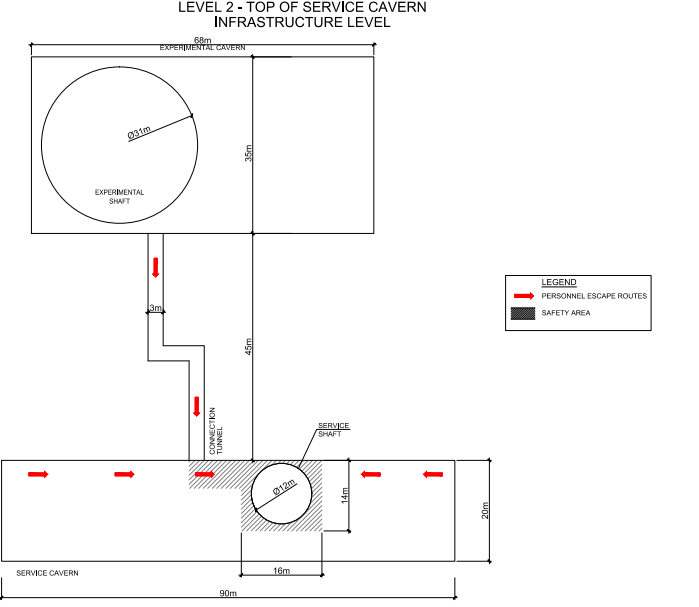 LEVEL 2 - TOP OF SERVICE CAVERN
INFRASTRUCTURE LEVEL
68m
EXPERIMENTAL CAVERN
Ø31m
35m
EXPERIMENTAL
SHAFT
LEGEND
PERSONNEL ESCAPE ROUTES
SAFETY AREA
3m
45m
CONNECTION
TUNNEL
SERVICE
SHAFT
Ø12m
14m
20m
16m
SERVICE CAVERN
90m